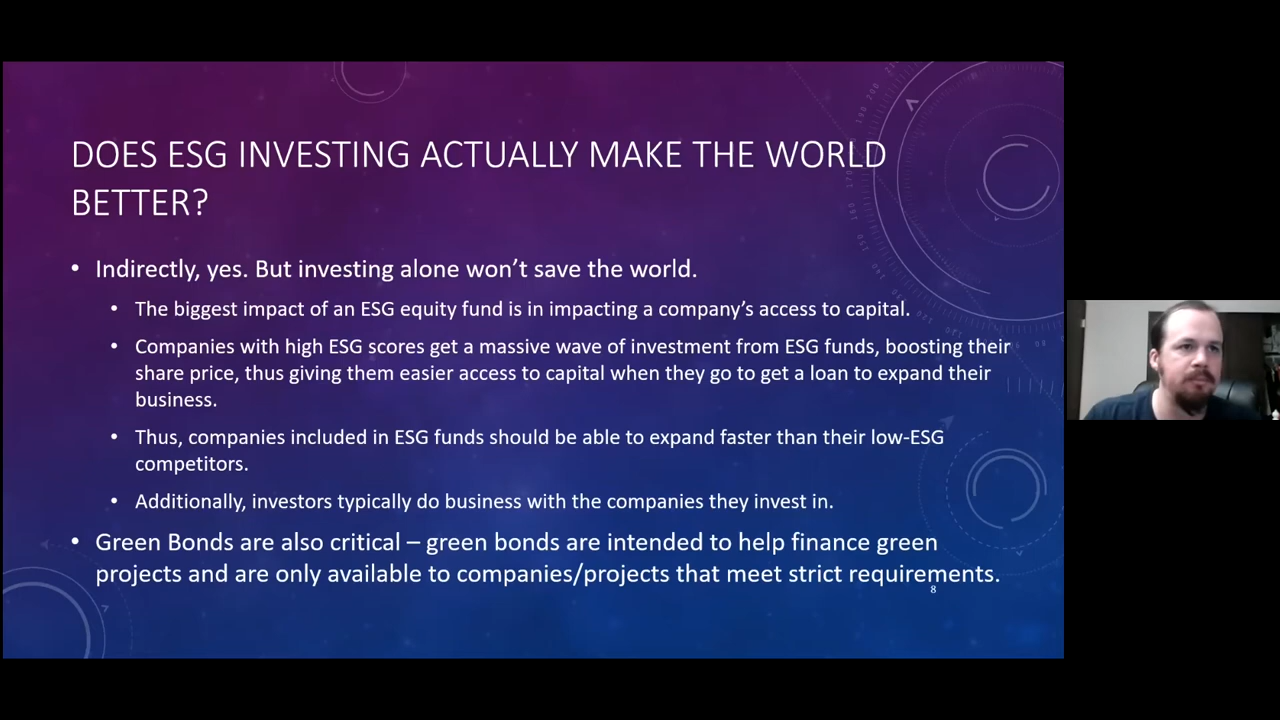 DOES ESG INVESTING ACTUALLY MAKE THE WORLD
BETTER?
• Indirectly, yes. But investing alone won’t save the world.
• The biggest impact of an ESG equity fund is in impacting a company’s access to capital.
• Companies with high ESG scores get a massive wave of investment from ESG funds, boosting their
share price, thus giving them easier access to capital when they go to get a loan to expand their
business.
• Thus, companies included in ESG funds should be able to expand faster than their low-ESG
competitors.
• Additionally, investors typically do business with the companies they invest in.
• Green Bonds are also critical – green bonds are intended to help finance green
projects and are only available to companies/projects that meet strict requirements.
8